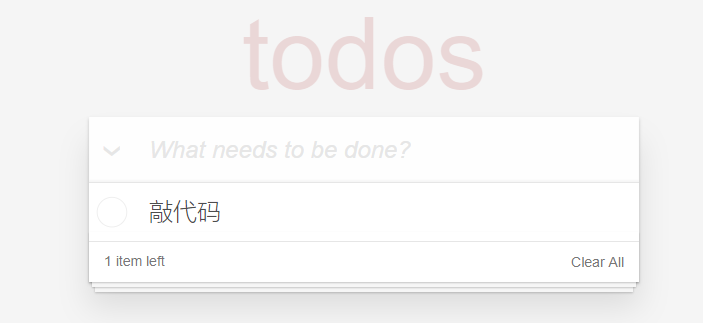 todos
What needs to be done?
敲代码
1 item left
Clear All